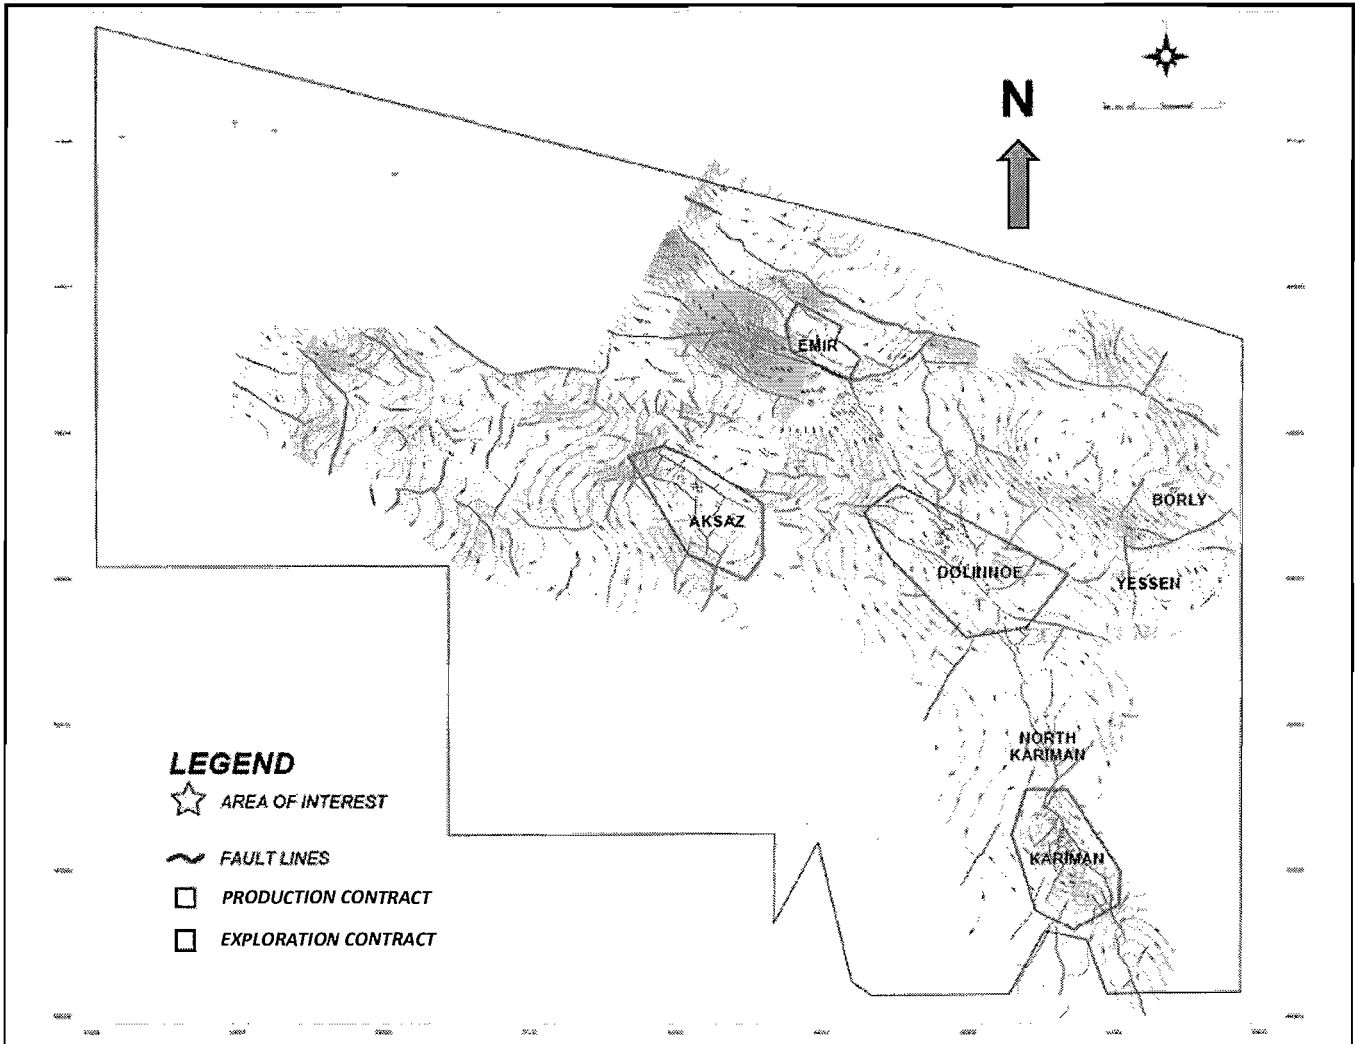 N
EMIR
BORLY
AKSAZ
DOLINNOE
YESSEN
NORTH
KARIMAN
KARIMAN
LEGEND
AREA OF INTEREST
FAULT LINES
PRODUCTION CONTRACT
EXPLORATION CONTRACT